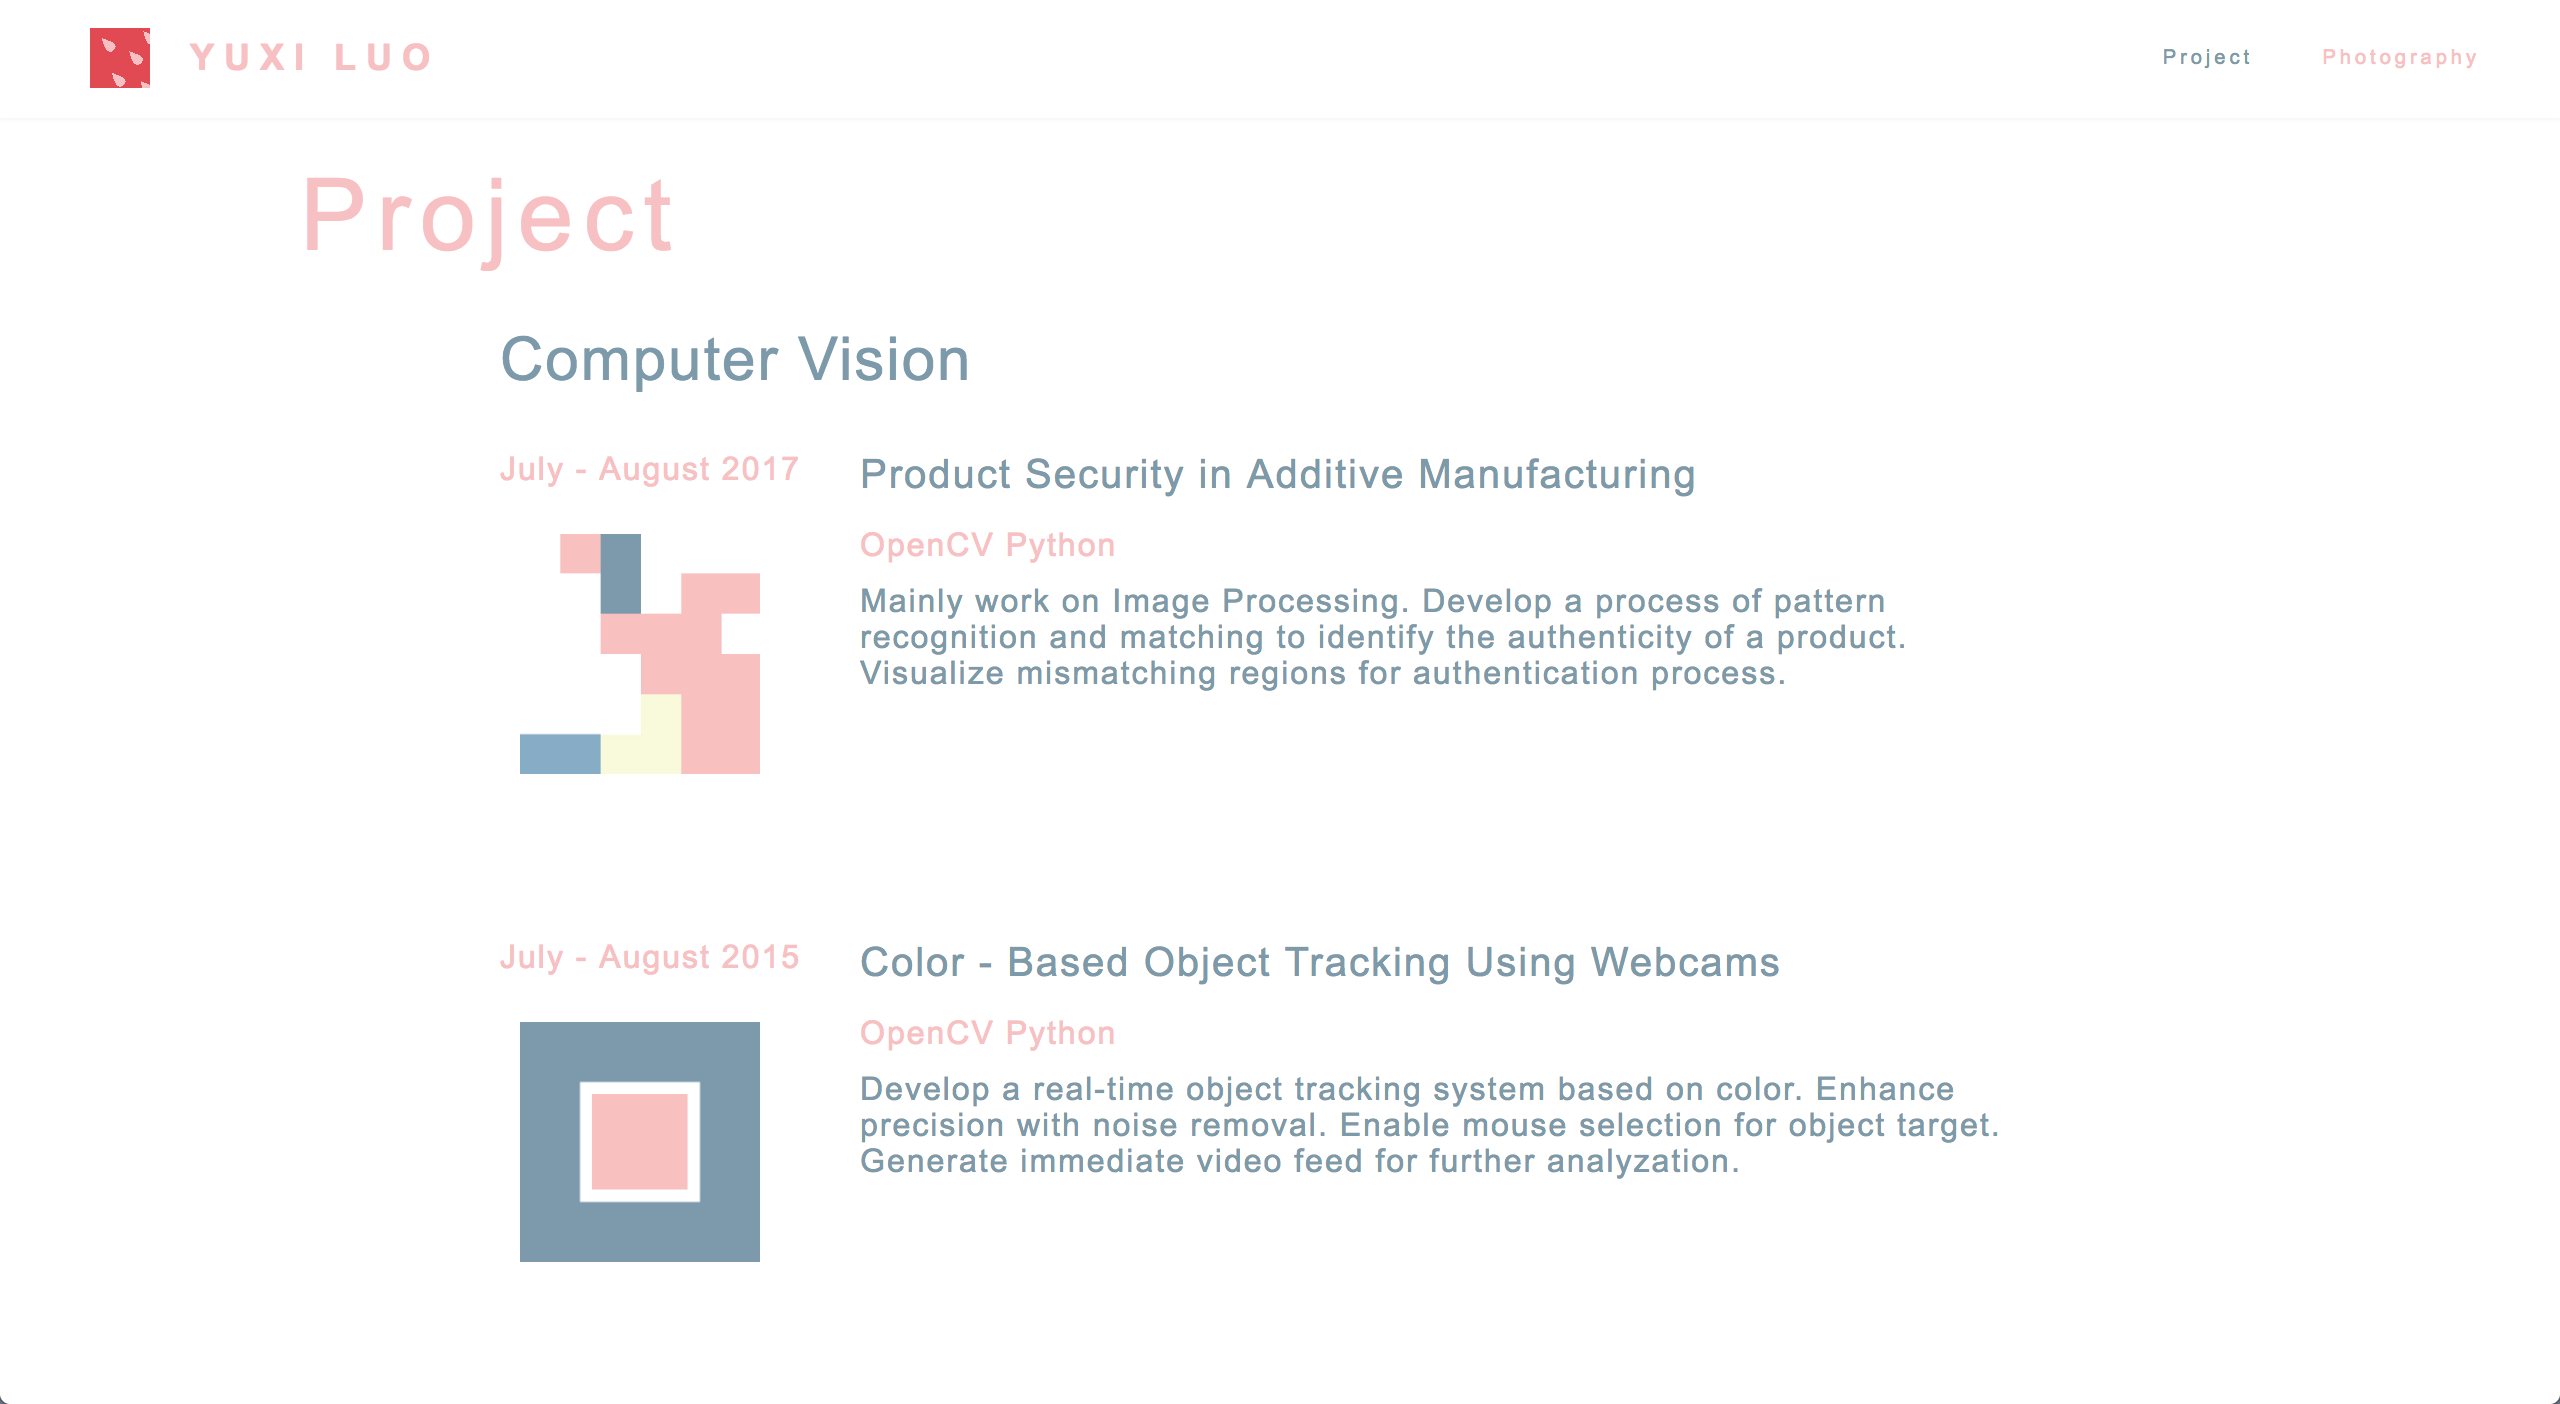 YUXI LUO
Project
Photography
Project
Computer Vision
July - August 2017
Product Security in Additive Manufacturing
OpenCV Python
Mainly work on Image Processing. Develop a process of pattern
recognition and matching to identify the authenticity of a product.
Visualize mismatching regions for authentication process.
July - August 2015
Color - Based Object Tracking Using Webcams
OpenCV Python
Develop a real-time object tracking system based on color. Enhance
precision with noise removal. Enable mouse selection for object target.
Generate immediate video feed for further analyzation.